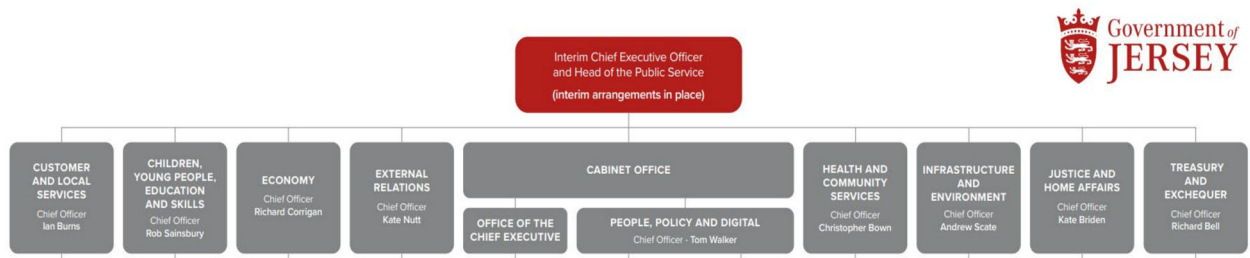 Government of
JERSEY
Interim Chief Executive Officer
and Head of the Public Service
(interim arrangements in place)
CUSTOMER
AND LOCAL
SERVICES
Chief Officer
Ian Burns
CHILDREN,
YOUNG PEOPLE,
EDUCATION
AND SKILLS
Chief Officer
Rob Sainsbury
ECONOMY
Chief Officer
Richard Corrigan
EXTERNAL
RELATIONS
Chief Officer
Kate Nutt
CABINET OFFICE
OFFICE OF THE
CHIEF EXECUTIVE
PEOPLE, POLICY AND DIGITAL
Chief Officer - Tom Walker
HEALTH AND
COMMUNITY
SERVICES
Chief Officer
Christopher Bown
INFRASTRUCTURE
AND
ENVIRONMENT
Chief Officer
Andrew Scate
JUSTICE AND
HOME AFFAIRS
Chief Officer
Kate Briden
TREASURY
AND
EXCHEQUER
Chief Officer
Richard Bell